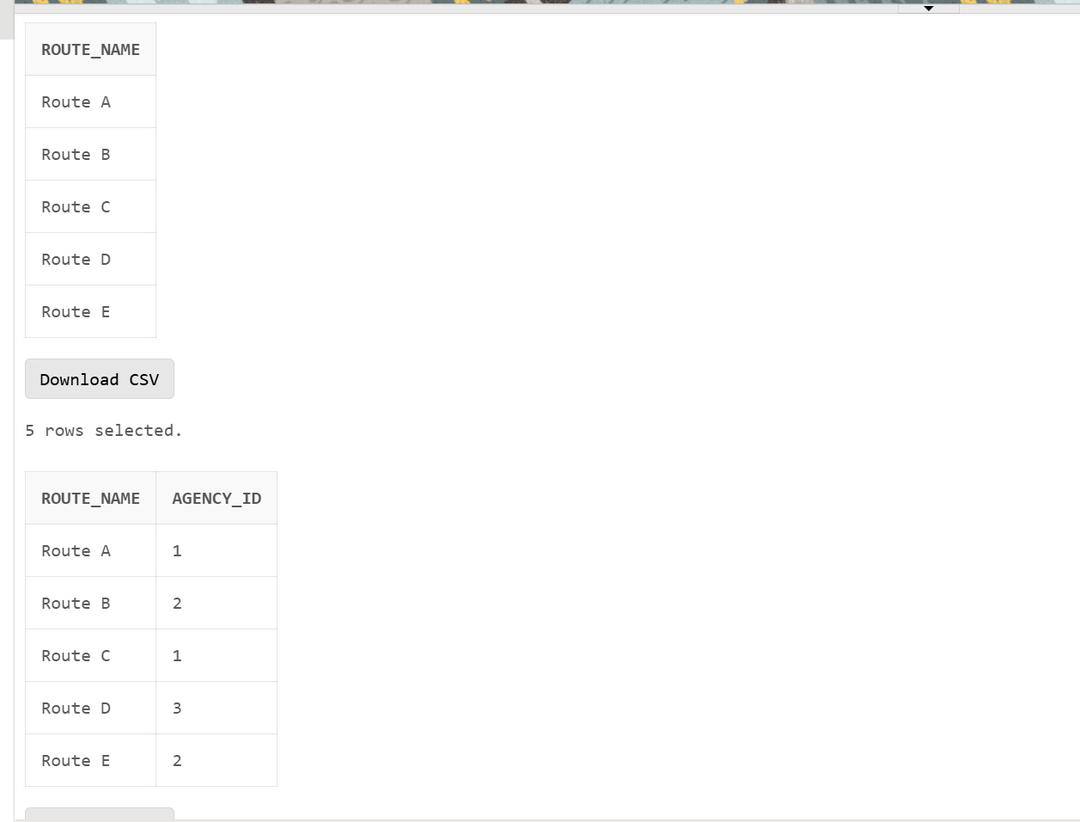 ROUTE_NAME
Route A
Route B
Route C
Route D
Route E
Download CSV
5 rows selected.
ROUTE_NAME AGENCY_ID
Route A 1
Route B 2
Route C 1
Route D 3
Route E 2